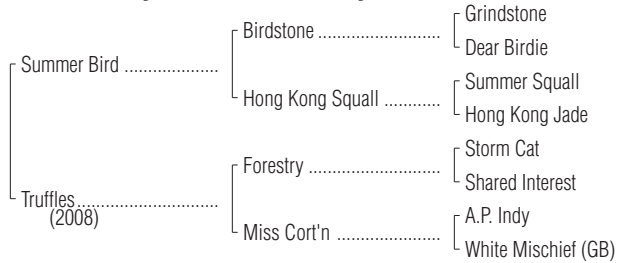 Grindstone
Birdstone ........................
Dear Birdie
Summer Bird ....................
Summer Squall
Hong Kong Squall ............
Hong Kong Jade
Storm Cat
Forestry ...........................
Shared Interest
Truffles..............................
(2008)
A.P. Indy
Miss Cort'n ......................
White Mischief (GB)